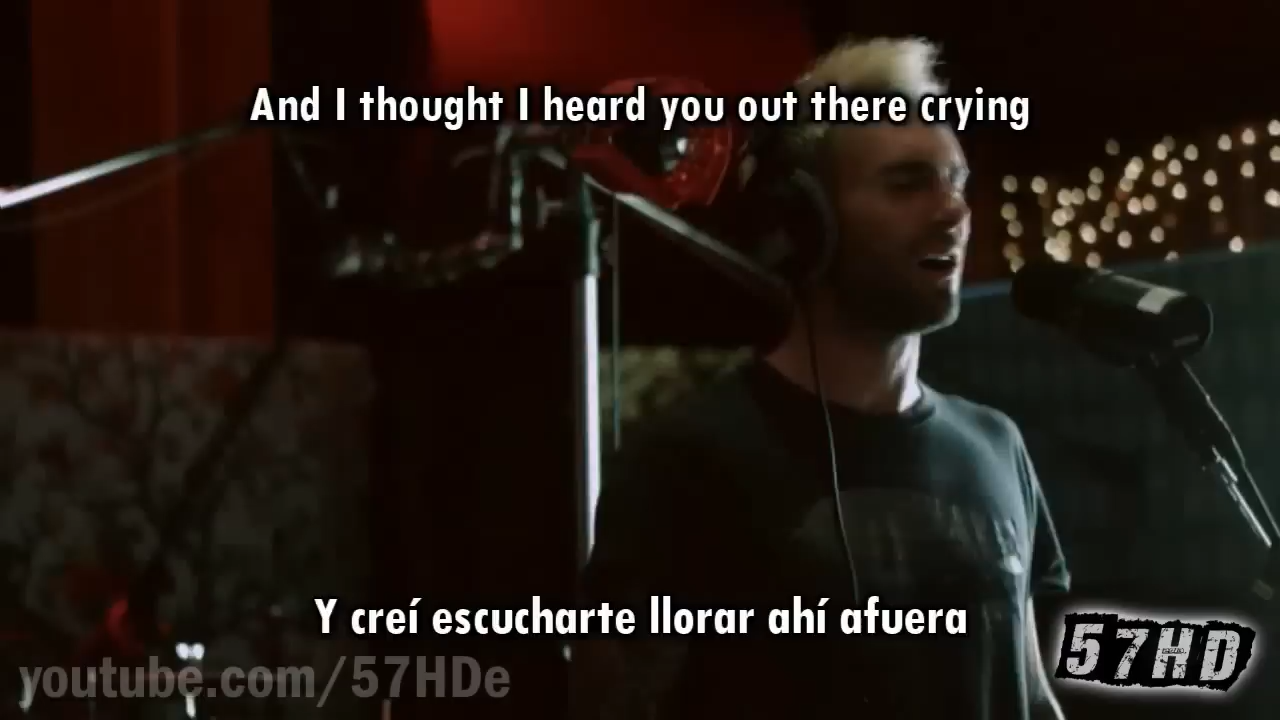 And I thought I heard you out there crying
Y creí escucharte llorar ahí afuera
youtube.com/57HDe
57HD